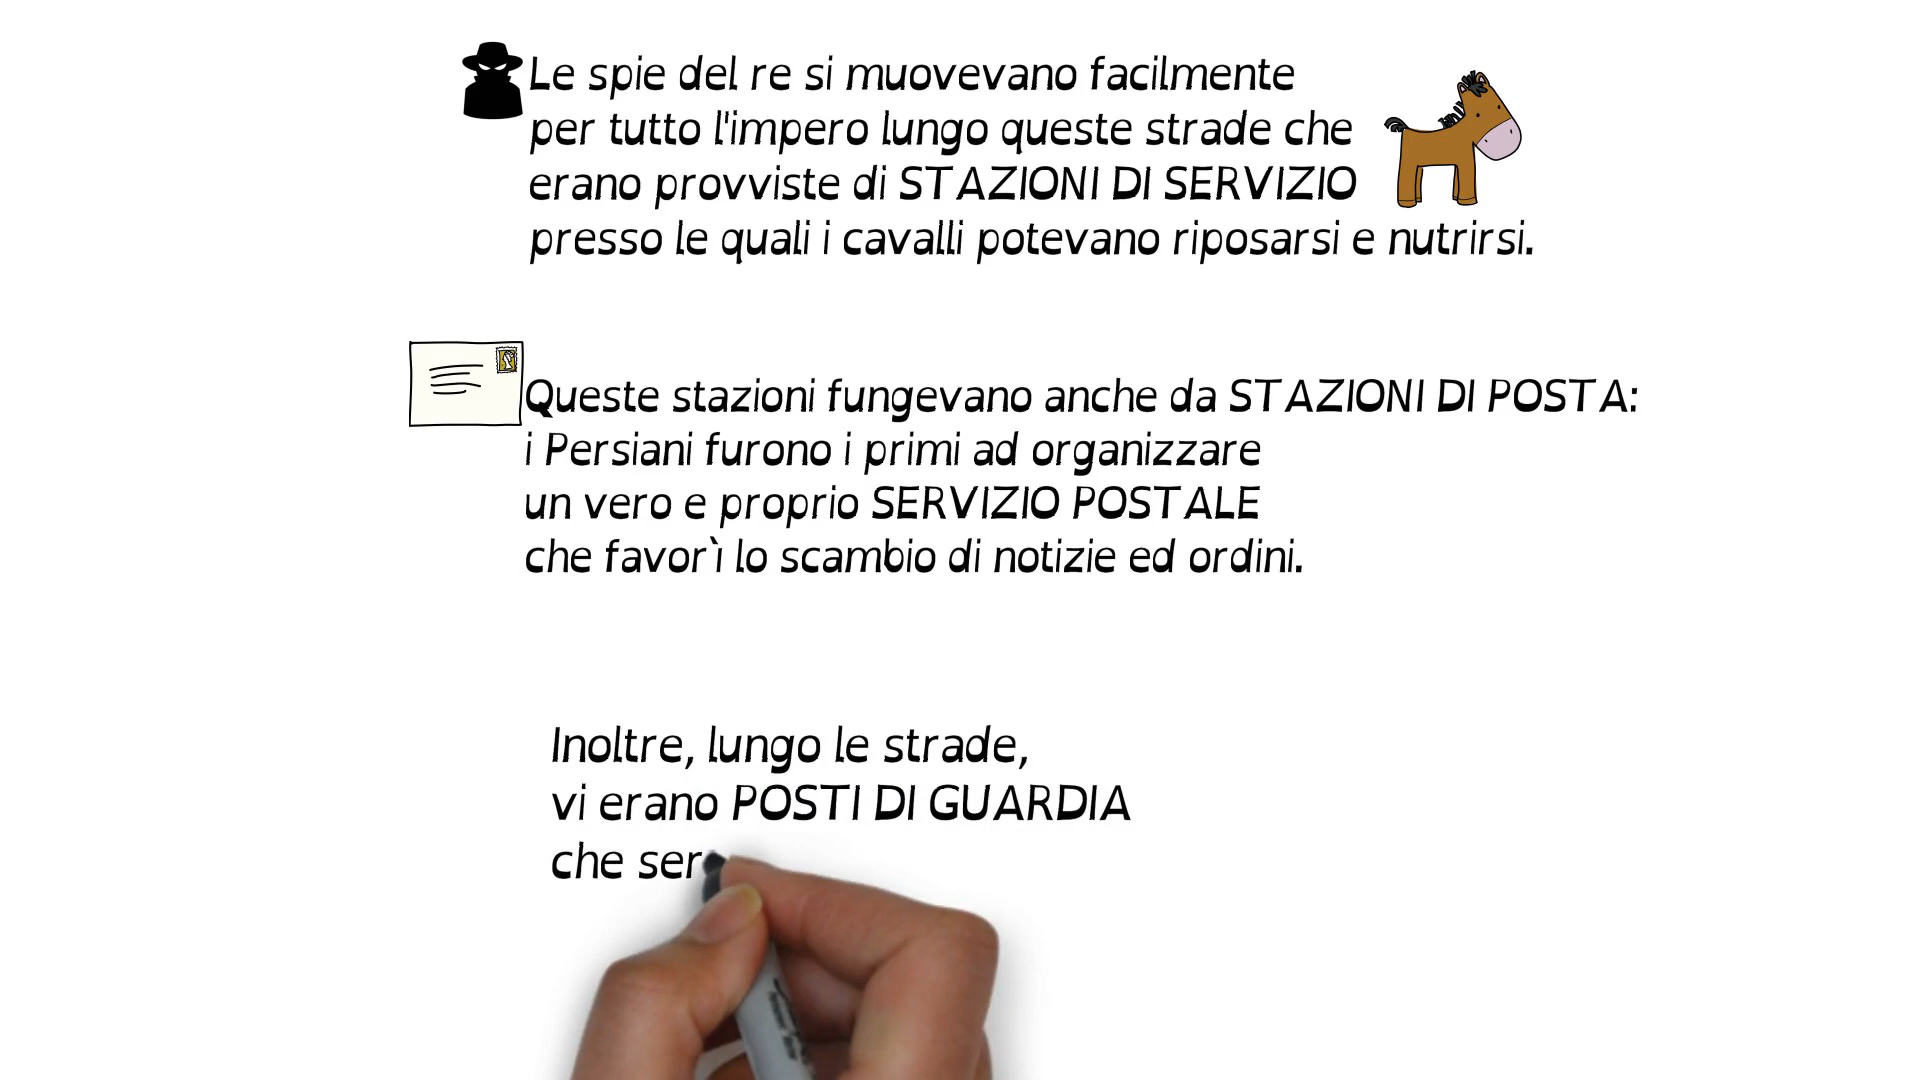 Le spie del re si muovevano facilmente
per tutto l'impero lungo queste strade che
erano provviste di STAZIONI DI SERVIZIO
presso le quali i cavalli potevano riposarsi e nutrirsi.
Queste stazioni fungevano anche da STAZIONI DI POSTA:
i Persiani furono i primi ad organizzare
un vero e proprio SERVIZIO POSTALE
che favorì lo scambio di notizie ed ordini.
Inoltre, lungo le strade,
vi erano POSTI DI GUARDIA
che ser